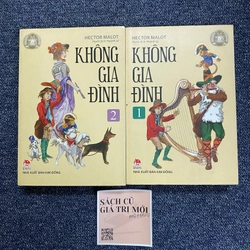 HECTOR MALOT
KHÔNG
GIA
ĐÌNH
2
NHÀ XUẤT BẢN KIM ĐỒNG
HECTOR MALOT
KHÔNG
GIA
ĐÌNH
1
NHÀ XUẤT BẢN KIM ĐỒNG
SÁCH CŨ
GIÁ TRỊ MỚI